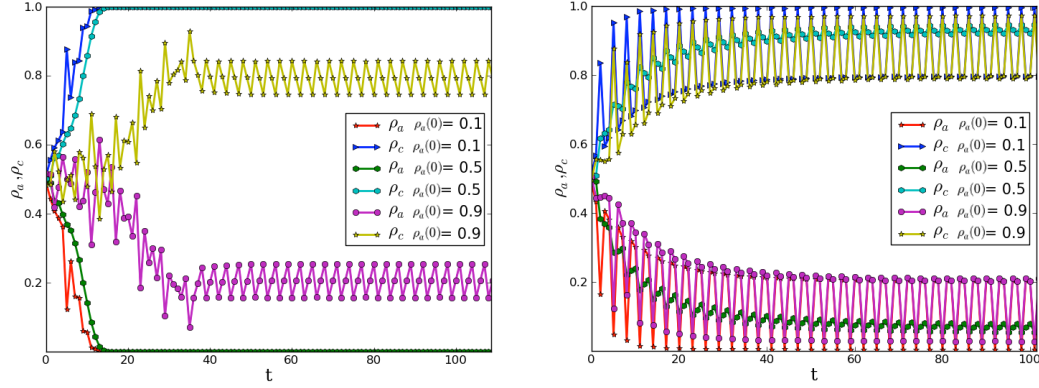 1.0
0.8
0.6
0.4
0.2
ρa,ρc
0 20 40 60 80 100
t
ρa ρa(0)= 0.1
ρc ρa(0)= 0.1
ρa ρa(0)= 0.5
ρc ρa(0)= 0.5
ρa ρa(0)= 0.9
ρc ρa(0)= 0.9
1.0
0.8
0.6
0.4
0.2
ρa,ρc
0 20 40 60 80 100
t
ρa ρa(0)= 0.1
ρc ρa(0)= 0.1
ρa ρa(0)= 0.5
ρc ρa(0)= 0.5
ρa ρa(0)= 0.9
ρc ρa(0)= 0.9